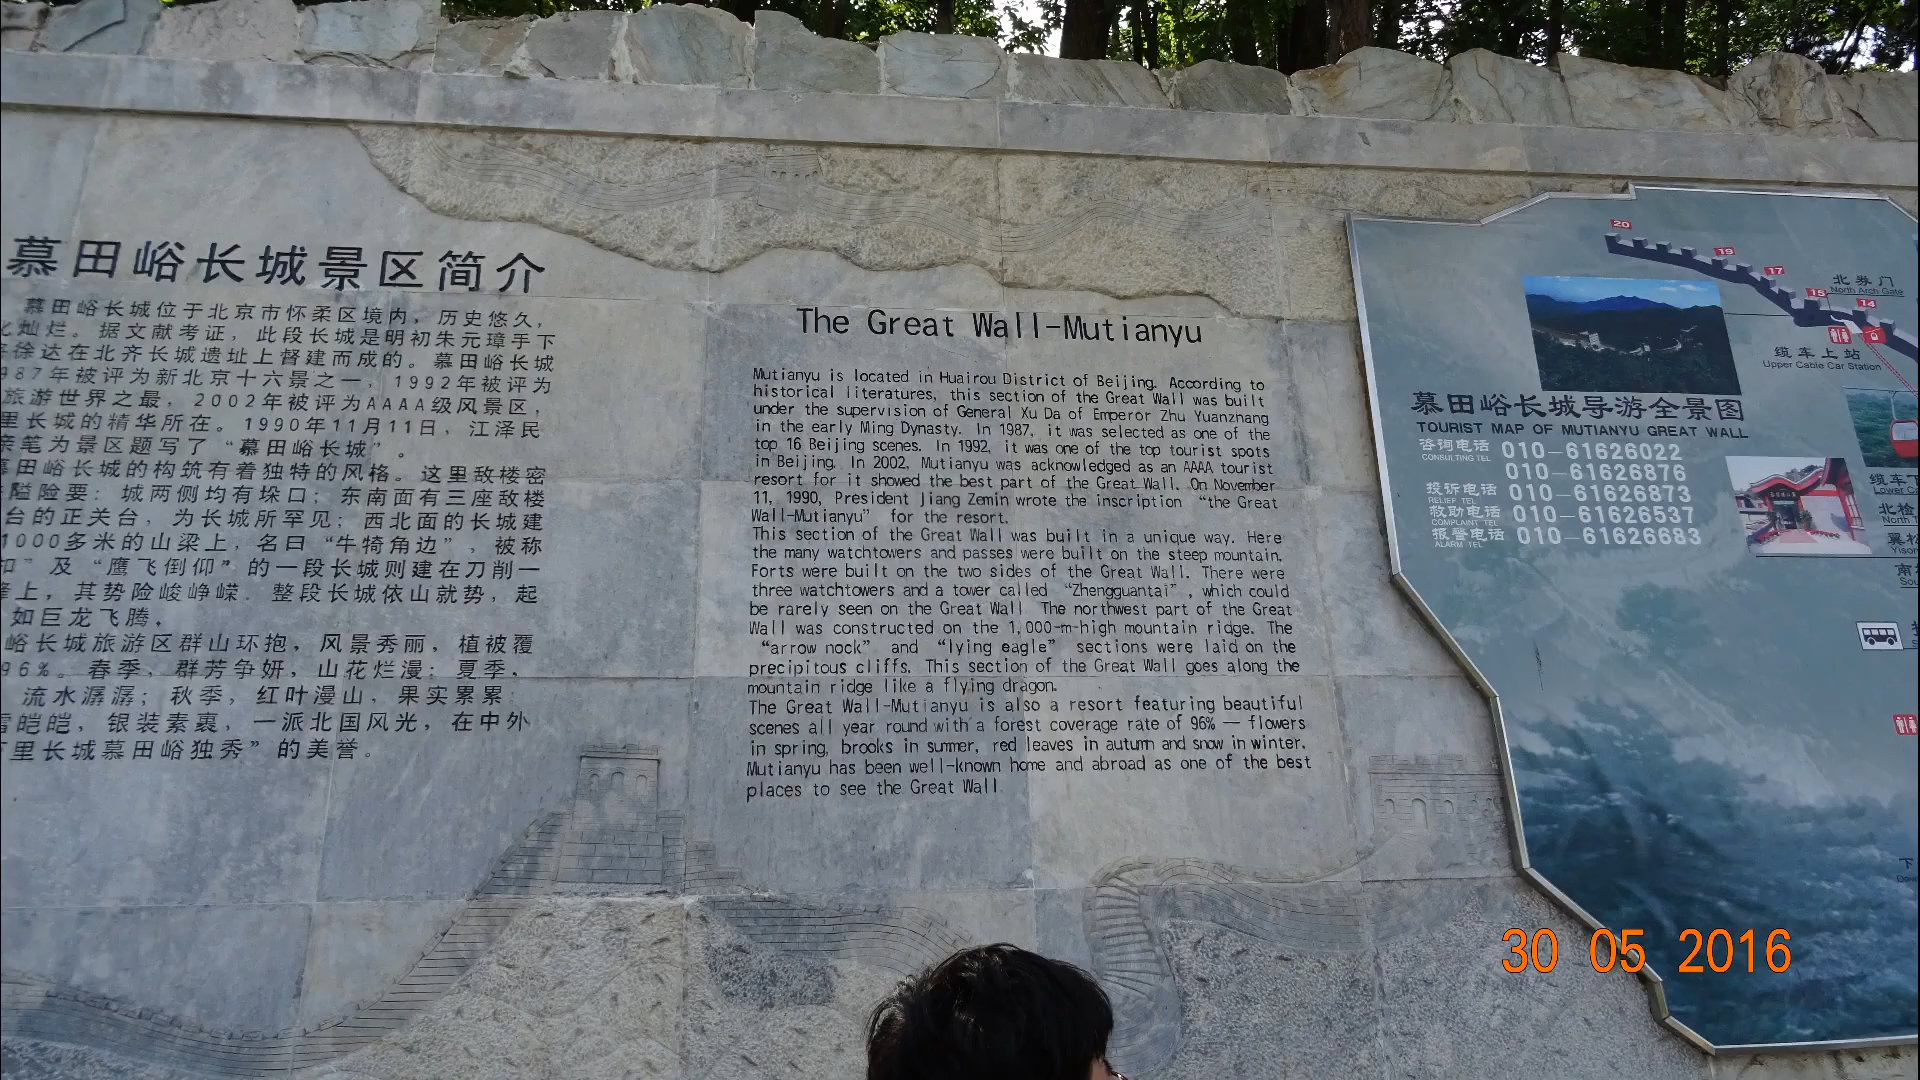 慕田峪长城景区简介
慕田峪长城位于北京市怀柔区境内，历史悠久，
灿烂。据文献考证，此段长城是明初朱元璋手下
徐达在北齐长城遗址上督建而成的。慕田峪长城
987年被评为新北京十六景之一，1992年被评为
旅游世界之最，2002年被评为AAAA级风景区，
里长城的精华所在。1990年11月11日，江泽民
亲笔为景区题写了“慕田峪长城”。
慕田峪长城的构筑有着独特的风格。这里敌楼密
隘险要；城两侧均有垛口；东南面有三座敌楼
台的正关台，为长城所罕见；西北面的长城建
1000多米的山梁上，名曰“牛犄角边”，被称
扣”及“鹰飞倒仰”的一段长城则建在刀削一
上，其势险峻峥嵘。整段长城依山就势，起
如巨龙飞腾。
峪长城旅游区群山环抱，风景秀丽，植被覆
96%。春季，群芳争妍，山花烂漫；夏季，
流水潺潺；秋季，红叶漫山，果实累累；
雪皑皑，银装素裹，一派北国风光，在中外
里长城慕田峪独秀”的美誉。
The Great Wall-Mutianyu
Mutianyu is located in Huairou District of Beijing. According to
historical literatures, this section of the Great Wall was built
under the supervision of General Xu Da of Emperor Zhu Yuanzhang
in the early Ming Dynasty. In 1987, it was selected as one of the
top 16 Beijing scenes. In 1992, it was one of the top tourist spots
in Beijing. In 2002, Mutianyu was acknowledged as an AAAA tourist
resort for it showed the best part of the Great Wall. On November
11, 1990, President Jiang Zemin wrote the inscription “the Great
Wall-Mutianyu” for the resort.
This section of the Great Wall was built in a unique way. Here
the many watchtowers and passes were built on the steep mountain.
Forts were built on the two sides of the Great Wall. There were
three watchtowers and a tower called “Zhengguantai”, which could
be rarely seen on the Great Wall. The northwest part of the Great
Wall was constructed on the 1,000-m-high mountain ridge. The
“arrow nock” and “lying eagle” sections were laid on the
precipitous cliffs. This section of the Great Wall goes along the
mountain ridge like a flying dragon.
The Great Wall-Mutianyu is also a resort featuring beautiful
scenes all year round with a forest coverage rate of 96% — flowers
in spring, brooks in summer, red leaves in autumn and snow in winter.
Mutianyu has been well-known home and abroad as one of the best
places to see the Great Wall.
20
19
17
15
14
北券门
North Arch Gate
缆车上站
Upper Cable Car Station
慕田峪长城导游全景图
TOURIST MAP OF MUTIANYU GREAT WALL
咨询电话 010-61626022
CONSULTING TEL
010-61626876
投诉电话 010-61626873
RELIEF TEL
救助电话 010-61626537
COMPLAINT TEL
报警电话 010-61626683
ALARM TEL
缆车下
Lower C
北检
North T
翼松
南
Sou
下
30 05 2016